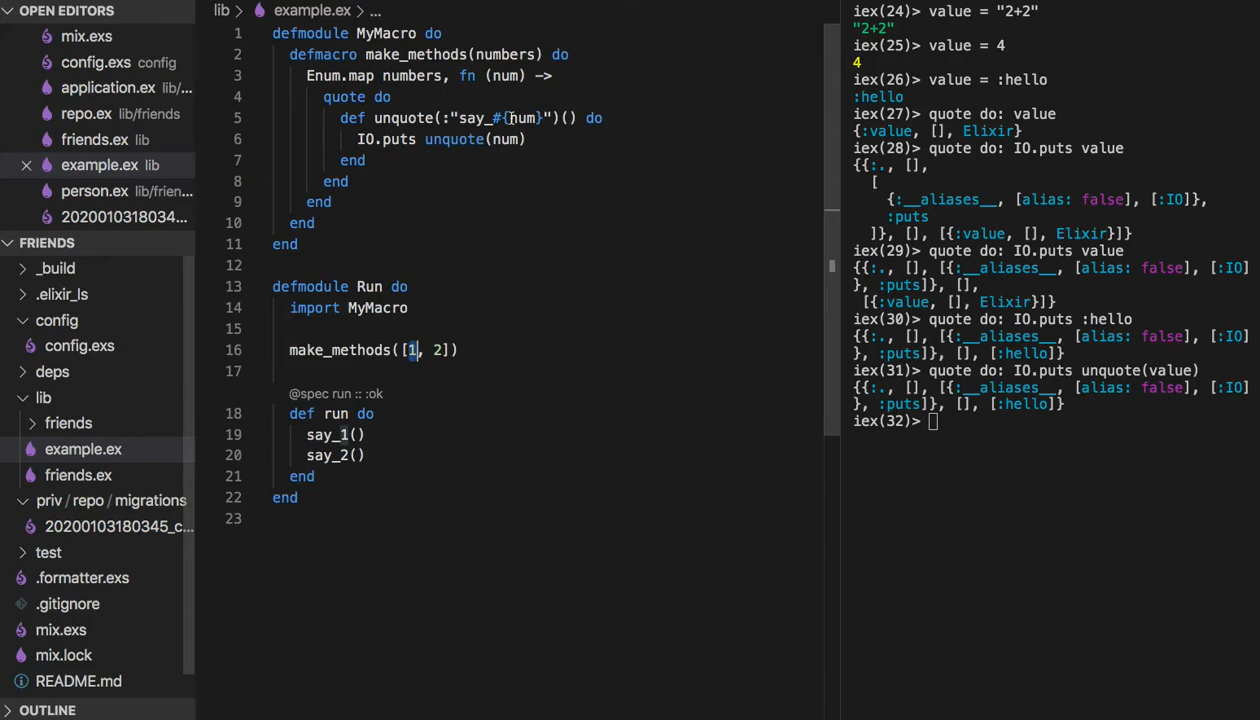 OPEN EDITORS
mix.exs
config.exs config
application.ex lib/friends
repo.ex lib/friends
friends.ex lib
example.ex lib
person.ex lib/frien...
2020010318034...
FRIENDS
_build
.elixir_ls
config
config.exs
deps
lib
friends
example.ex
friends.ex
priv / repo / migrations
20200103180345_c...
test
.formatter.exs
.gitignore
mix.exs
mix.lock
README.md
OUTLINE
lib > example.ex > ...
1 defmodule MyMacro do
2 defmacro make_methods(numbers) do
3 Enum.map numbers, fn (num) ->
4 quote do
5 def unquote(:"say_#{num}")() do
6 IO.puts unquote(num)
7 end
8 end
9 end
10 end
11 end
12
13 defmodule Run do
14 import MyMacro
15
16 make_methods([1, 2])
17
@spec run :: :ok
18 def run do
19 say_1()
20 say_2()
21 end
22 end
23
iex(24)> value = "2+2"
"2+2"
iex(25)> value = 4
4
iex(26)> value = :hello
:hello
iex(27)> quote do: value
{:value, [], Elixir}
iex(28)> quote do: IO.puts value
{{:., [],
[
{:__aliases__, [alias: false], [:IO]},
:puts
]}, [], [{:value, [], Elixir}]}
iex(29)> quote do: IO.puts value
{{:., [], [{:__aliases__, [alias: false], [:IO]
}, :puts]}, [],
[{:value, [], Elixir}]}
iex(30)> quote do: IO.puts :hello
{{:., [], [{:__aliases__, [alias: false], [:IO]
}, :puts]}, [], [:hello]}
iex(31)> quote do: IO.puts unquote(value)
{{:., [], [{:__aliases__, [alias: false], [:IO]
}, :puts]}, [], [:hello]}
iex(32)>